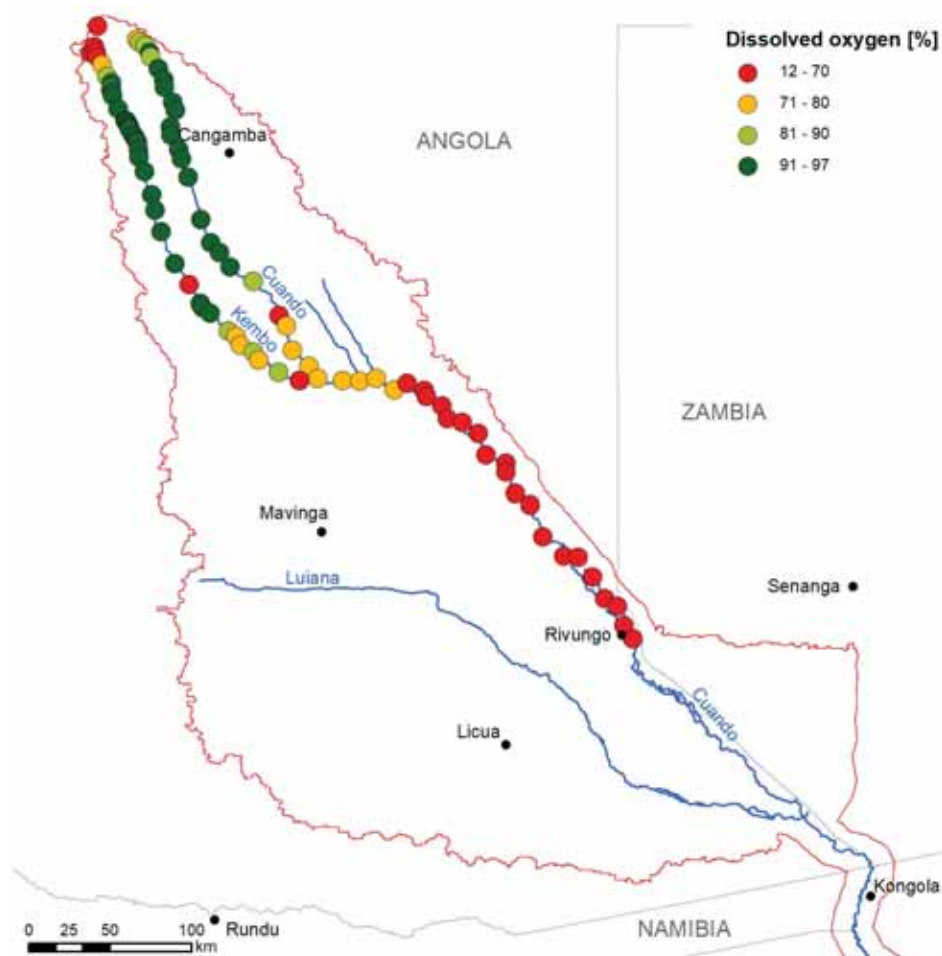 Dissolved oxygen [%]
12 - 70
71 - 80
81 - 90
91 - 97
ANGOLA
Cangamba
Cuando
Kembo
ZAMBIA
Mavinga
Luiana
Senanga
Rivungo
Cuando
Licua
Kongola
Rundu
NAMIBIA
0 25 50 100
km